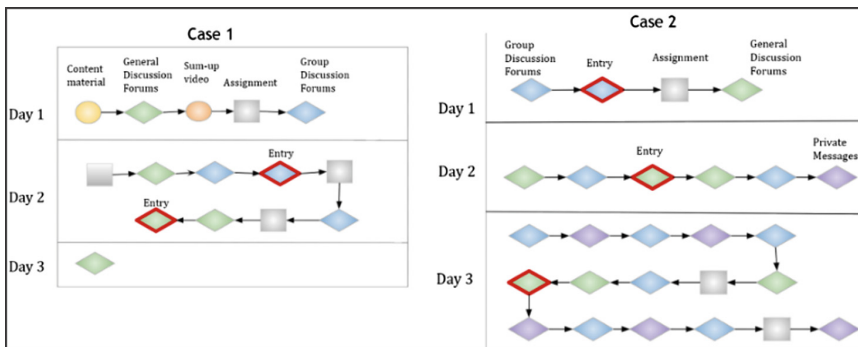 Case 1
Content
material
General
Discussion
Forums
Sum-up
video
Assignment
Group
Discussion
Forums
Day 1
Entry
Day 2
Entry
Day 3
Case 2
Group
Discussion
Forums
Entry
Assignment
General
Discussion
Forums
Day 1
Entry
Private
Messages
Day 2
Day 3